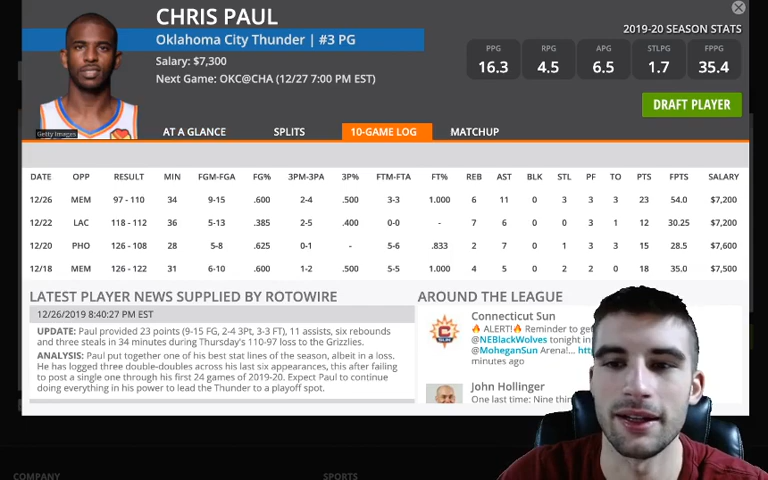 CHRIS PAUL
Oklahoma City Thunder | #3 PG
Salary: $7,300
Next Game: OKC@CHA (12/27 7:00 PM EST)
Getty Images
2019-20 SEASON STATS
PPG RPG APG STLPG FPPG
16.3 4.5 6.5 1.7 35.4
DRAFT PLAYER
AT A GLANCE SPLITS 10-GAME LOG MATCHUP
DATE OPP RESULT MIN FGM-FGA FG% 3PM-3PA 3P% FTM-FTA FT% REB AST BLK STL PF TO PTS FPTS SALARY
12/26 MEM 97 - 110 34 9-15 .600 2-4 .500 3-3 1.000 6 11 0 3 3 3 23 54.0 $7,200
12/22 LAC 118 - 112 36 5-13 .385 2-5 .400 0-0 - 7 6 0 0 3 1 12 30.25 $7,200
12/20 PHO 126 - 108 28 5-8 .625 0-1 - 5-6 .833 2 7 0 1 3 3 15 28.5 $7,600
12/18 MEM 126 - 122 31 6-10 .600 1-2 .500 5-5 1.000 4 5 0 2 2 0 18 35.0 $7,500
LATEST PLAYER NEWS SUPPLIED BY ROTOWIRE
12/26/2019 8:40:27 PM EST
UPDATE: Paul provided 23 points (9-15 FG, 2-4 3Pt, 3-3 FT), 11 assists, six rebounds
and three steals in 34 minutes during Thursday's 110-97 loss to the Grizzlies.
ANALYSIS: Paul put together one of his best stat lines of the season, albeit in a loss.
He has logged three double-doubles across his last six appearances, this after failing
to post a single one through his first 24 games of 2019-20. Expect Paul to continue
doing everything in his power to lead the Thunder to a playoff spot.
AROUND THE LEAGUE
Connecticut Sun
ALERT! Reminder to get
@NEBlackWolves tonight in
@MoheganSun Arena!...
minutes ago
John Hollinger
One last time: Nine thin
COMPANY SPORTS